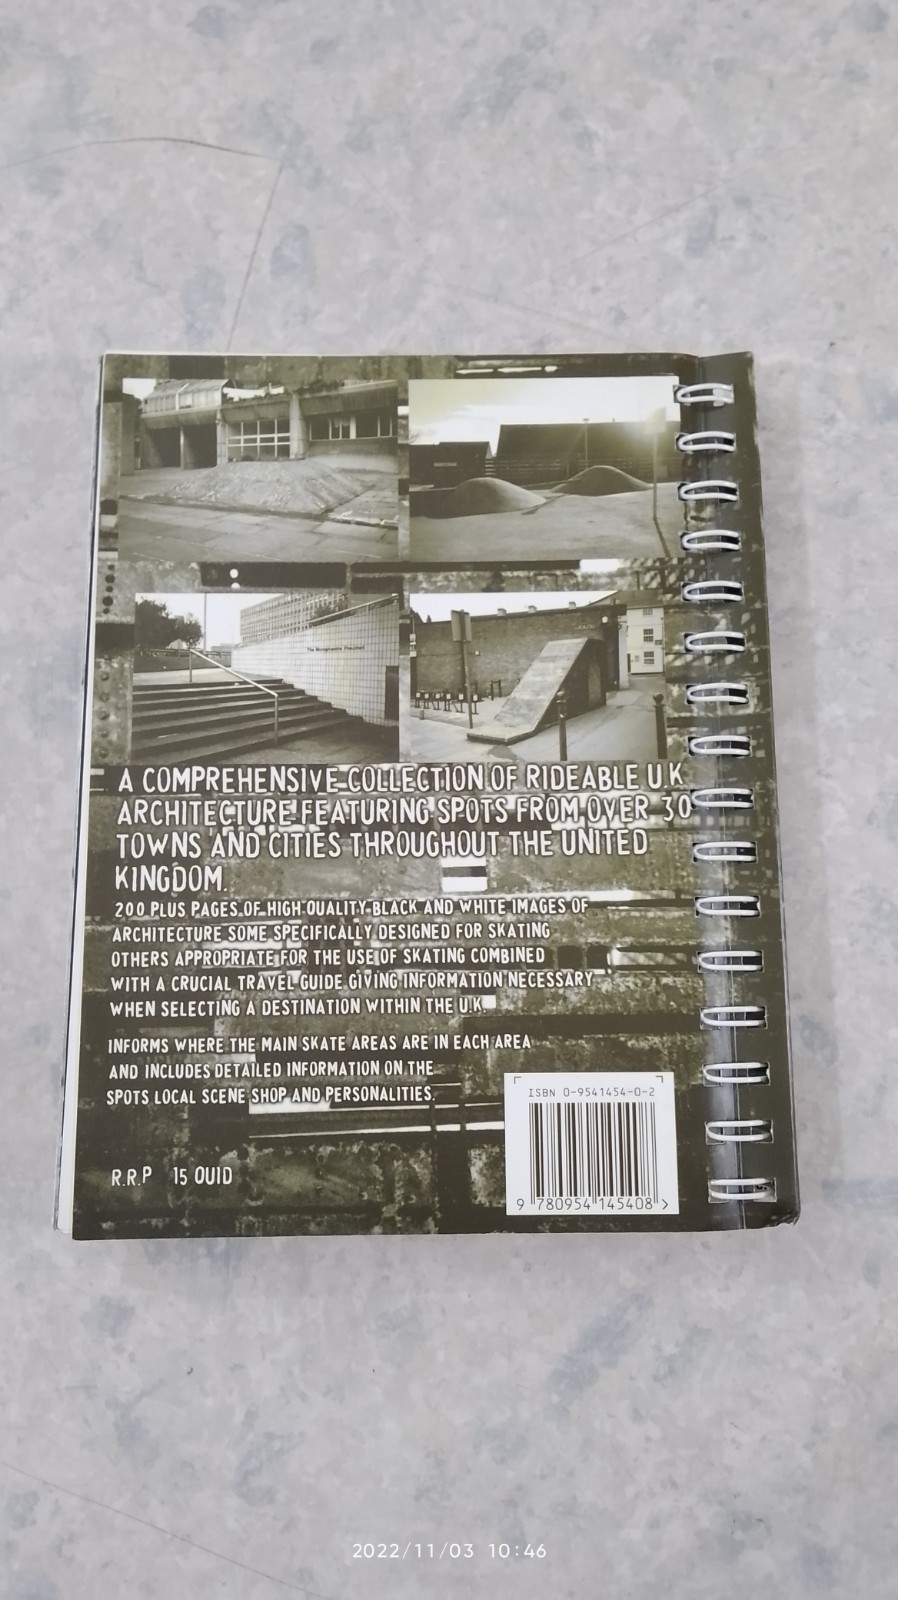 A COMPREHENSIVE COLLECTION OF RIDEABLE U.K
ARCHITECTURE FEATURING SPOTS FROM OVER 30
TOWNS AND CITIES THROUGHOUT THE UNITED
KINGDOM.
200 PLUS PAGES OF HIGH QUALITY BLACK AND WHITE IMAGES OF
ARCHITECTURE SOME SPECIFICALLY DESIGNED FOR SKATING
OTHERS APPROPRIATE FOR THE USE OF SKATING COMBINED
WITH A CRUCIAL TRAVEL GUIDE GIVING INFORMATION NECESSARY
WHEN SELECTING A DESTINATION WITHIN THE U.K.
INFORMS WHERE THE MAIN SKATE AREAS ARE IN EACH AREA
AND INCLUDES DETAILED INFORMATION ON THE
SPOTS LOCAL SCENE SHOP AND PERSONALITIES.
R.R.P 15 QUID
ISBN 0-9541454-0-2
9 780954 145408 >
2022/11/03 10:46